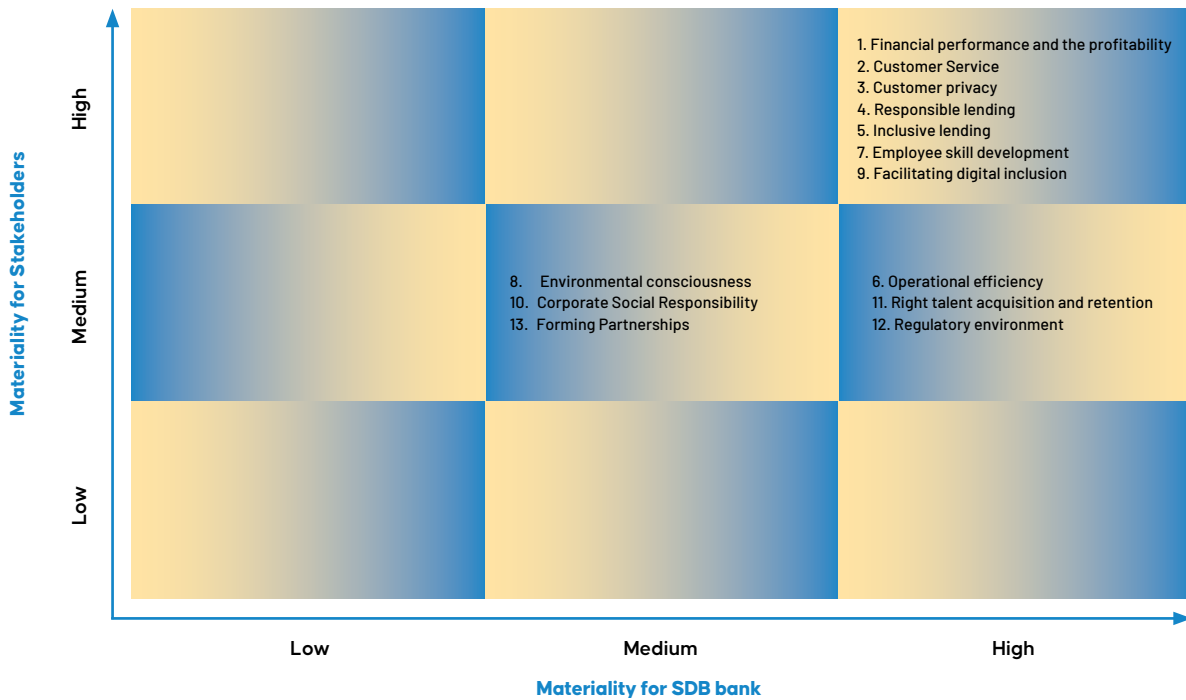 Materiality for Stakeholders
High
1. Financial performance and the profitability
2. Customer Service
3. Customer privacy
4. Responsible lending
5. Inclusive lending
7. Employee skill development
9. Facilitating digital inclusion
Medium
8. Environmental consciousness
10. Corporate Social Responsibility
13. Forming Partnerships
6. Operational efficiency
11. Right talent acquisition and retention
12. Regulatory environment
Low
Low
Medium
High
Materiality for SDB bank